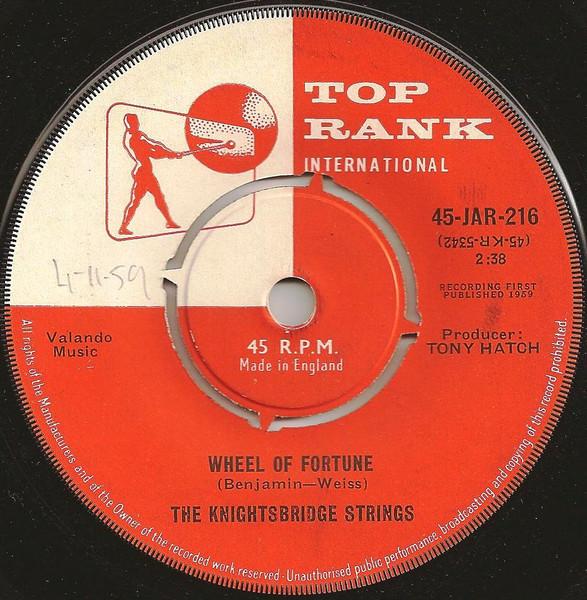 TOP
RANK
INTERNATIONAL
45-JAR-216
(45-KR-5342)
2:38
RECORDING FIRST
PUBLISHED 1959
4-11-59
Valando
Music
Producer:
TONY HATCH
45 R.P.M.
Made in England
WHEEL OF FORTUNE
(Benjamin—Weiss)
THE KNIGHTSBRIDGE STRINGS
All rights of the Manufacturers and of the Owner of the recorded work reserved - Unauthorised public performance, broadcasting and copying of this record prohibited.